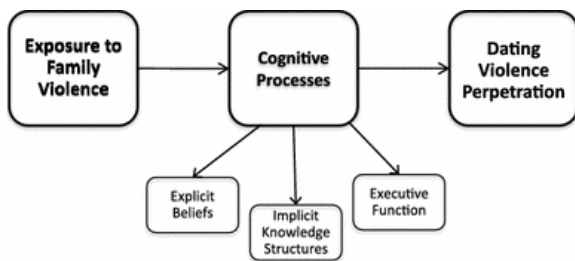 Exposure to
Family
Violence
Cognitive
Processes
Dating
Violence
Perpetration
Explicit
Beliefs
Implicit
Knowledge
Structures
Executive
Function